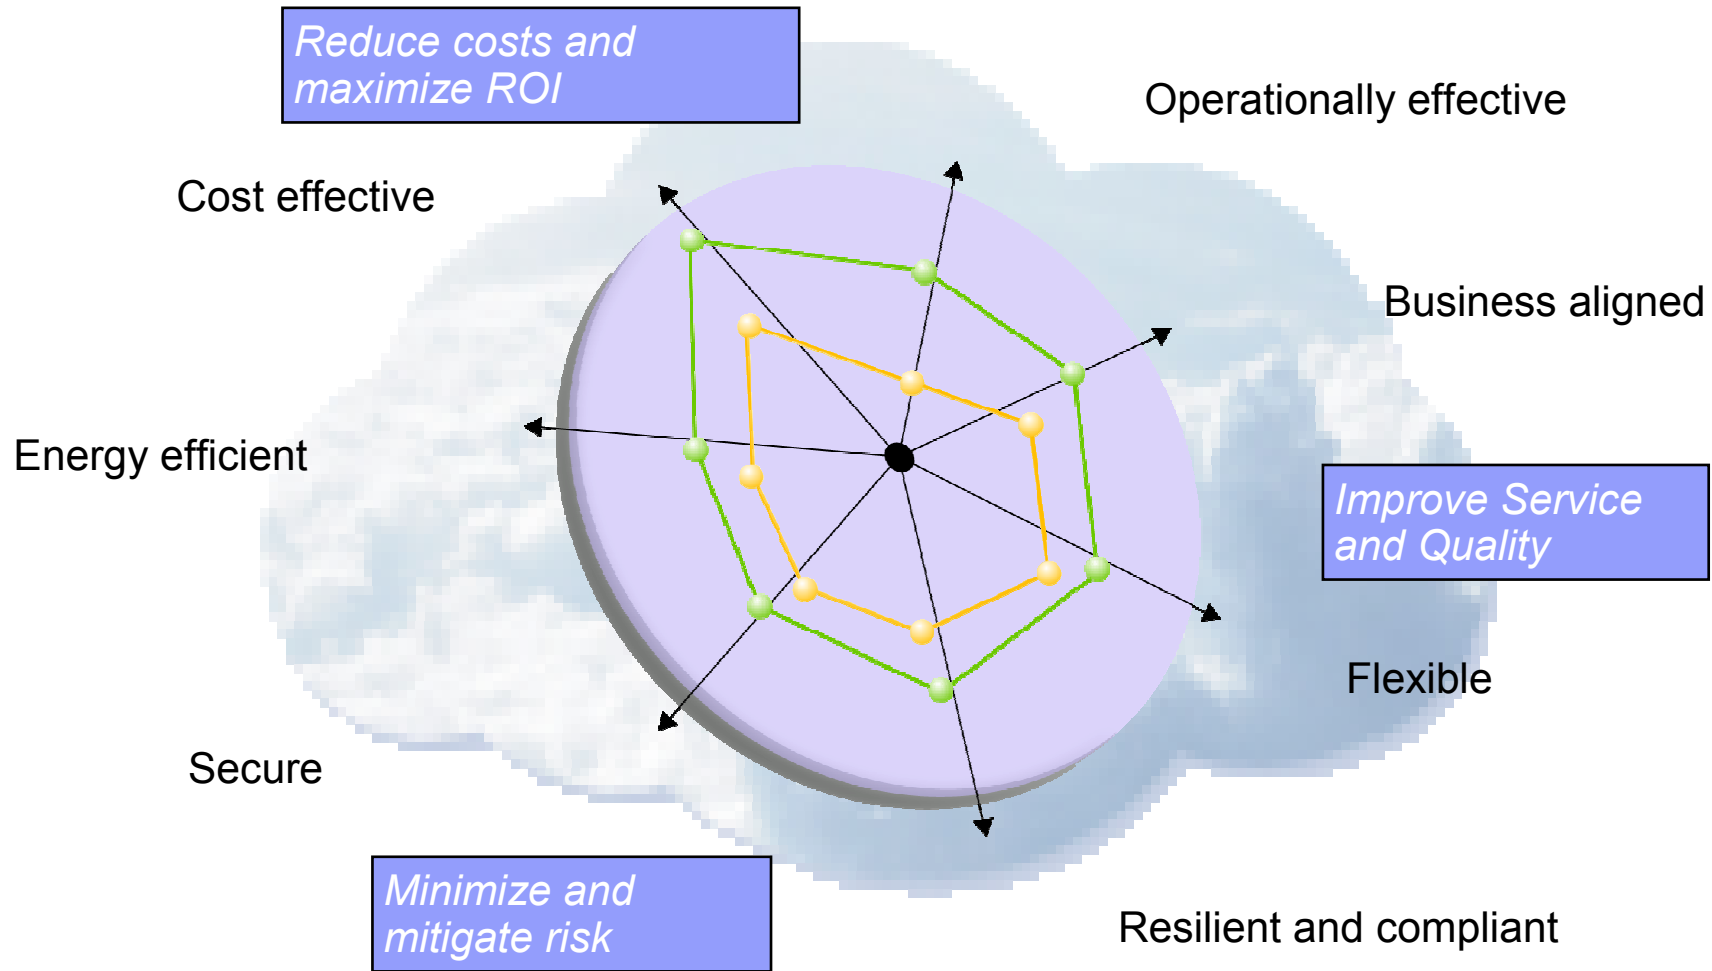 Reduce costs and
maximize ROI
Operationally effective
Cost effective
Business aligned
Energy efficient
Improve Service
and Quality
Flexible
Secure
Minimize and
mitigate risk
Resilient and compliant